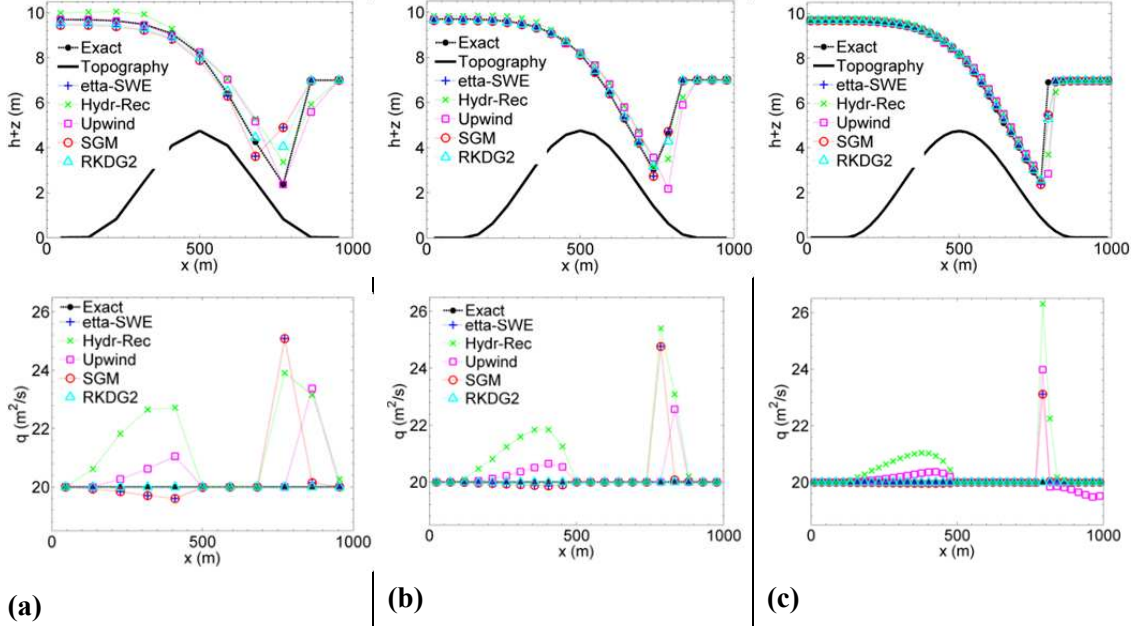 10
8
6
4
2
0
h+z (m)
Exact
Topography
etta-SWE
Hydr-Rec
Upwind
SGM
RKDG2
0
500
1000
x (m)
10
8
6
4
2
0
h+z (m)
Exact
Topography
etta-SWE
Hydr-Rec
Upwind
SGM
RKDG2
0
500
1000
x (m)
10
8
6
4
2
0
h+z (m)
Exact
Topography
etta-SWE
Hydr-Rec
Upwind
SGM
RKDG2
0
500
1000
x (m)
26
24
22
20
q (m²/s)
Exact
etta-SWE
Hydr-Rec
Upwind
SGM
RKDG2
0
500
1000
x (m)
26
24
22
20
q (m²/s)
Exact
etta-SWE
Hydr-Rec
Upwind
SGM
RKDG2
0
500
1000
x (m)
26
24
22
20
q (m²/s)
0
500
1000
x (m)
(a)
(b)
(c)